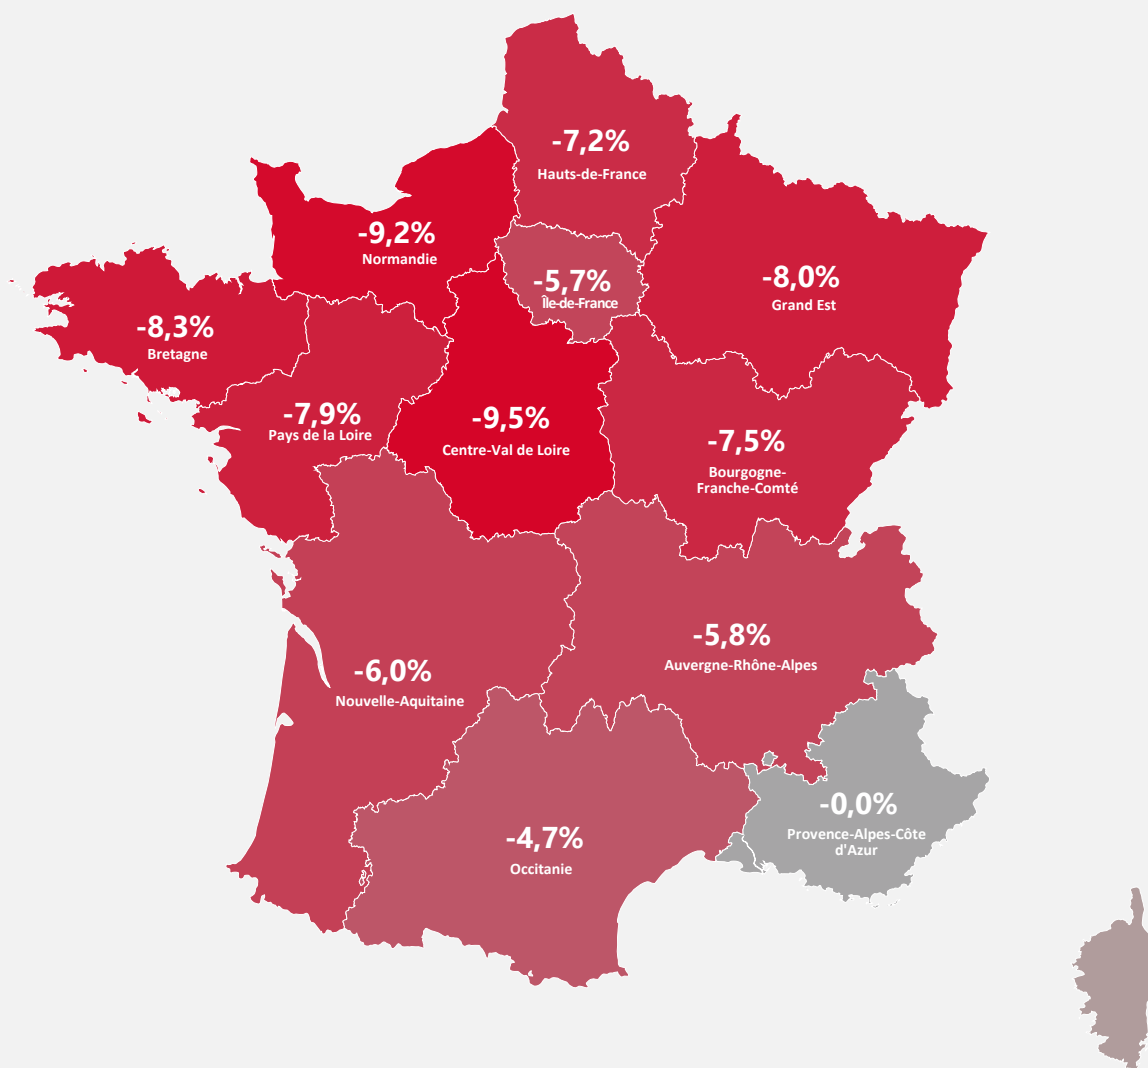 -7,2%
Hauts-de-France
-9,2%
Normandie
-5,7%
Île-de-France
-8,0%
Grand Est
-8,3%
Bretagne
-7,9%
Pays de la Loire
-9,5%
Centre-Val de Loire
-7,5%
Bourgogne-
Franche-Comté
-5,8%
Auvergne-Rhône-Alpes
-6,0%
Nouvelle-Aquitaine
-0,0%
Provence-Alpes-Côte
d'Azur
-4,7%
Occitanie